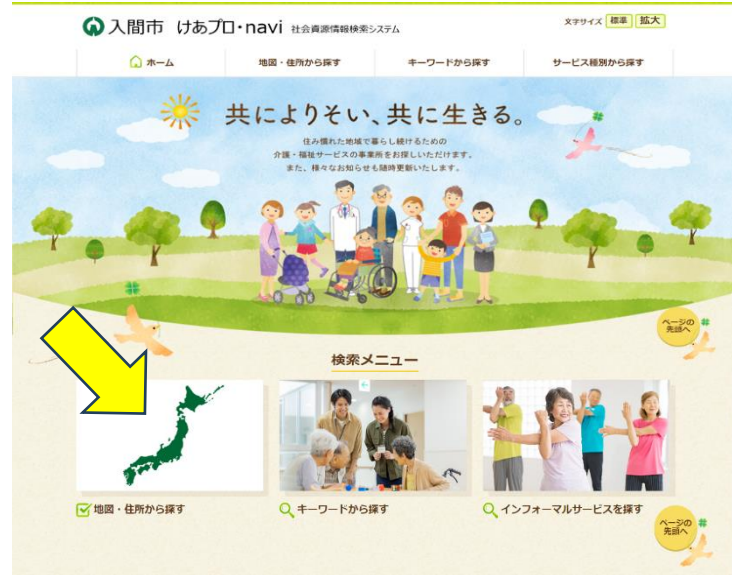 入間市 けあプロ・navi 社会資源情報検索システム
文字サイズ 標準 拡大
ホーム 地図・住所から探す キーワードから探す サービス種別から探す
共によりそい、共に生きる。
住み慣れた地域で暮らし続けるための
介護・福祉サービスの事業所をお探しいただけます。
また、様々なお知らせも随時更新いたします。
ページの
先頭へ
検索メニュー
地図・住所から探す キーワードから探す インフォーマルサービスを探す
ページの
先頭へ